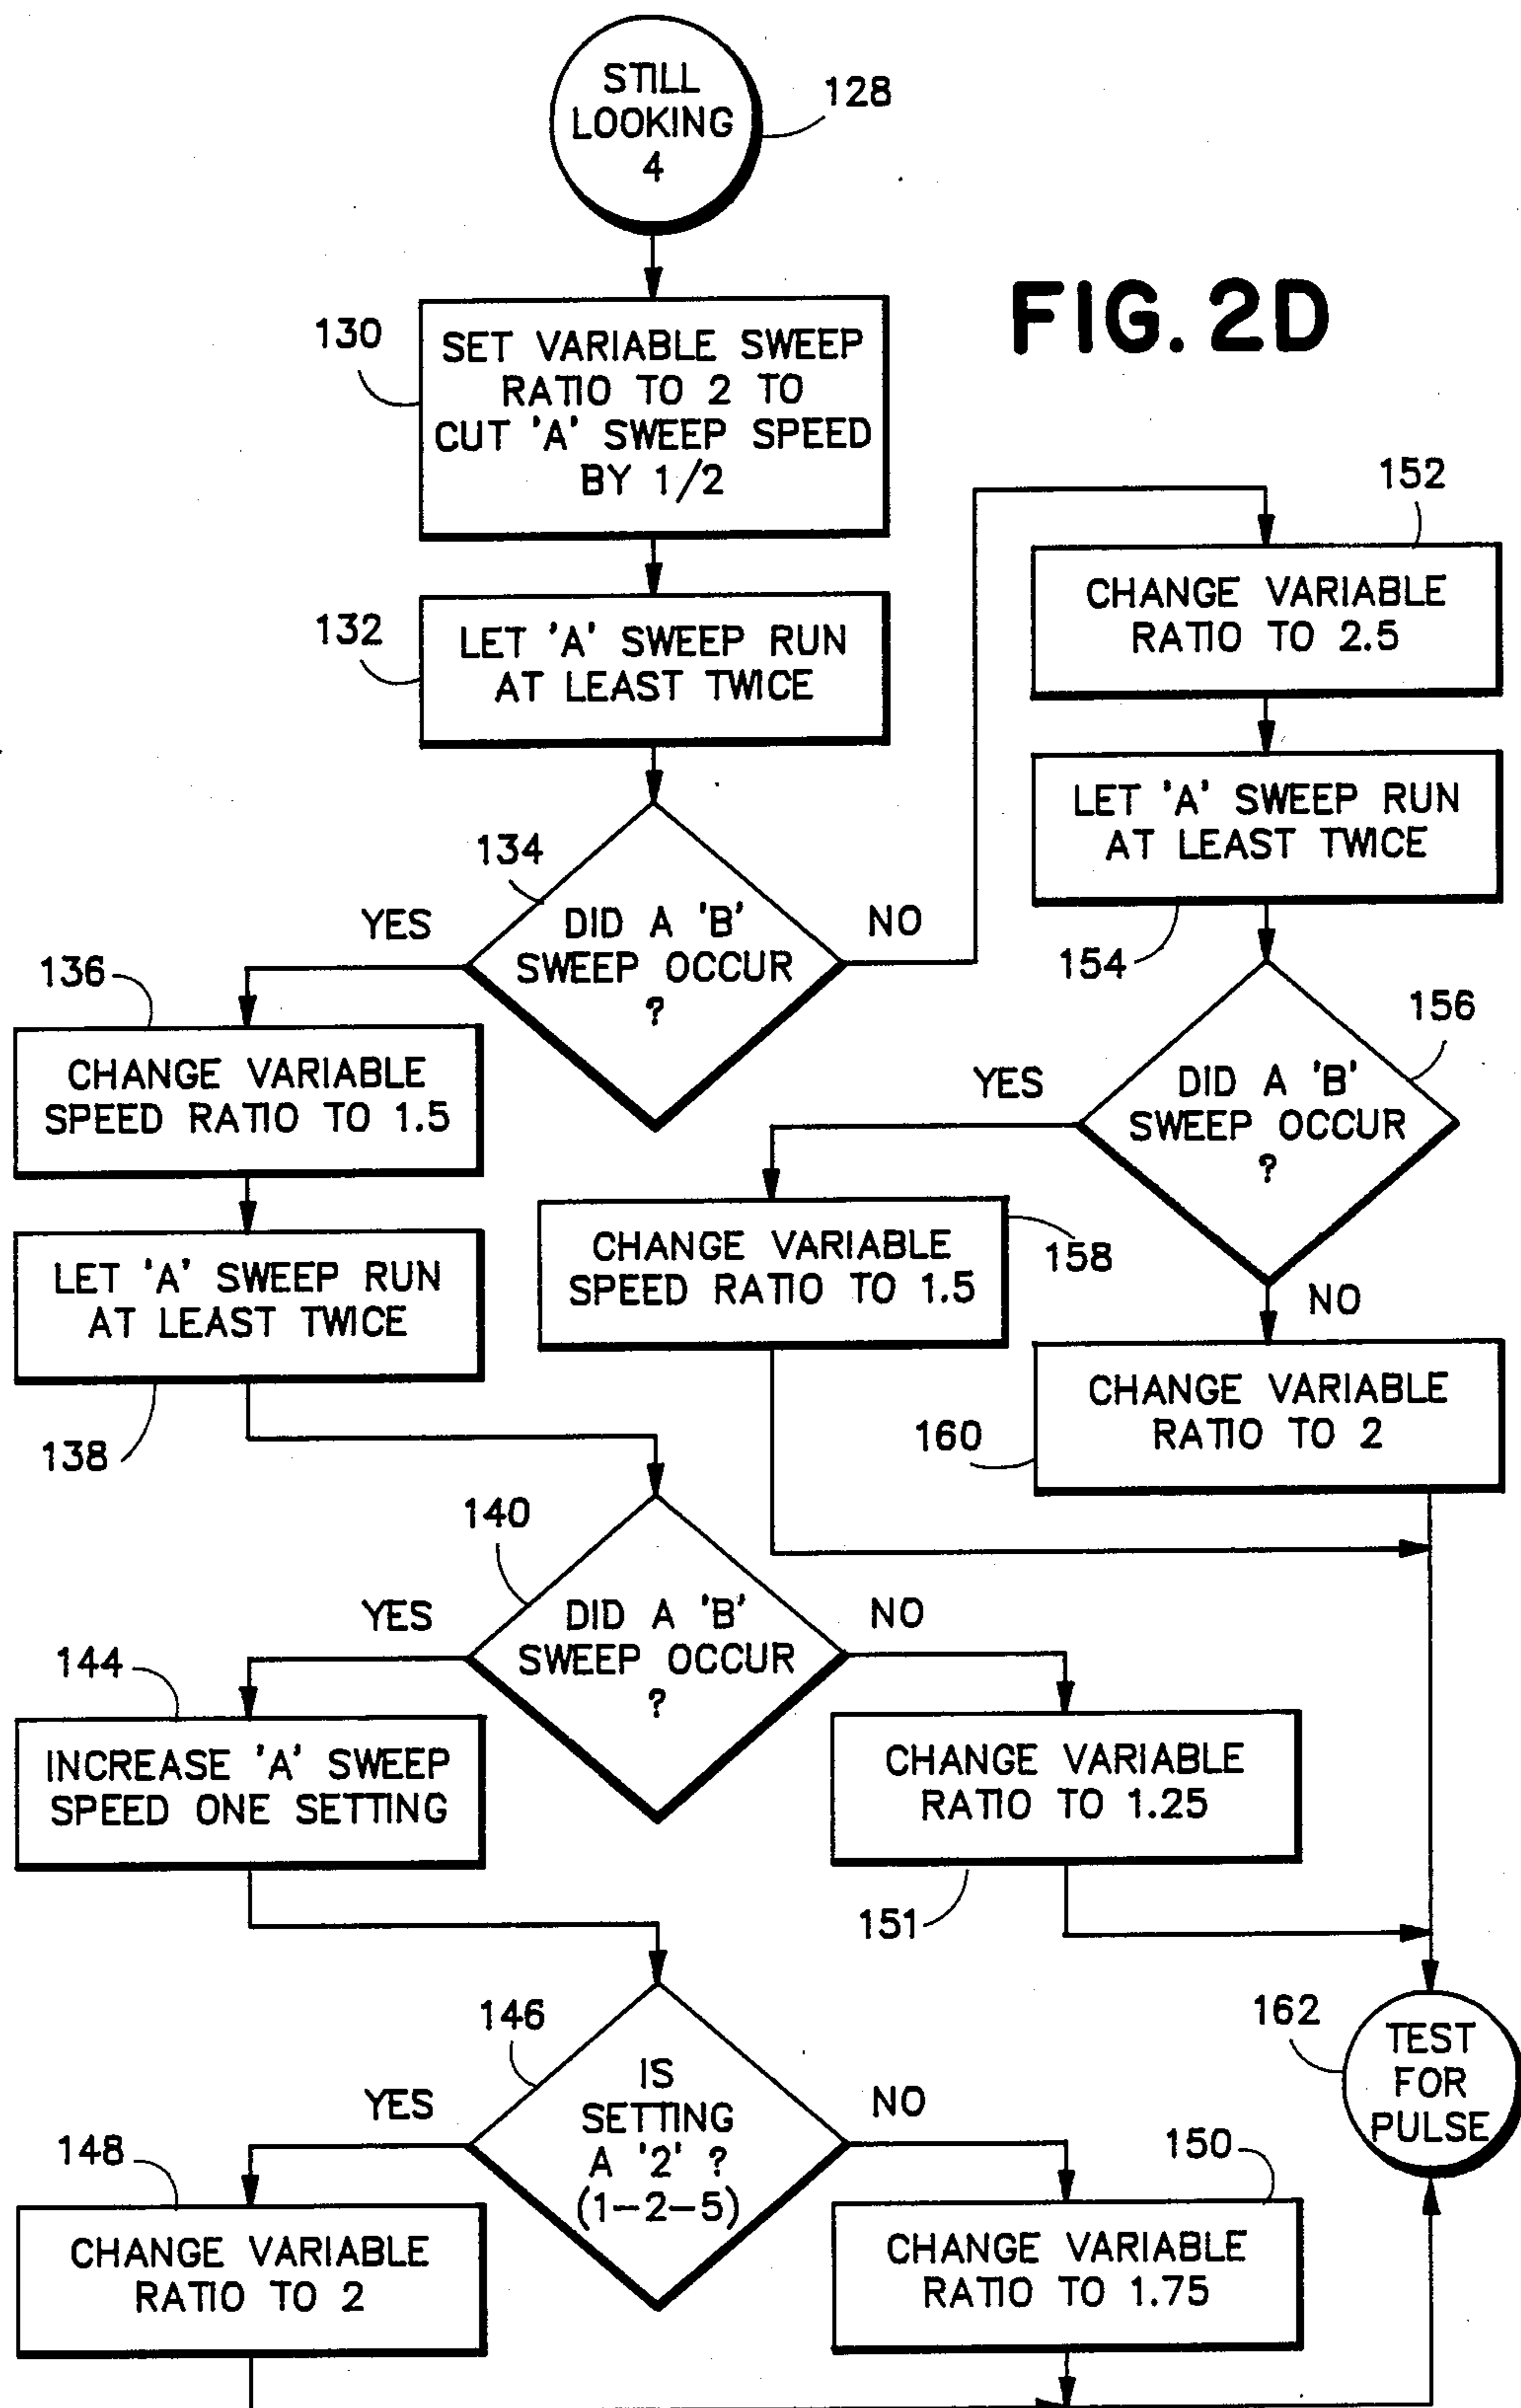 STILL
LOOKING
4
128
FIG. 2D
130
SET VARIABLE SWEEP
RATIO TO 2 TO
CUT 'A' SWEEP SPEED
BY 1/2
132
LET 'A' SWEEP RUN
AT LEAST TWICE
134
DID A 'B'
SWEEP OCCUR
?
YES
NO
136
CHANGE VARIABLE
SPEED RATIO TO 1.5
LET 'A' SWEEP RUN
AT LEAST TWICE
138
152
CHANGE VARIABLE
RATIO TO 2.5
LET 'A' SWEEP RUN
AT LEAST TWICE
154
156
DID A 'B'
SWEEP OCCUR
?
YES
NO
CHANGE VARIABLE
SPEED RATIO TO 1.5
158
CHANGE VARIABLE
RATIO TO 2
160
140
DID A 'B'
SWEEP OCCUR
?
YES
NO
144
INCREASE 'A' SWEEP
SPEED ONE SETTING
CHANGE VARIABLE
RATIO TO 1.25
151
146
IS
SETTING
A '2' ?
(1-2-5)
YES
NO
148
CHANGE VARIABLE
RATIO TO 2
150
CHANGE VARIABLE
RATIO TO 1.75
162
TEST
FOR
PULSE